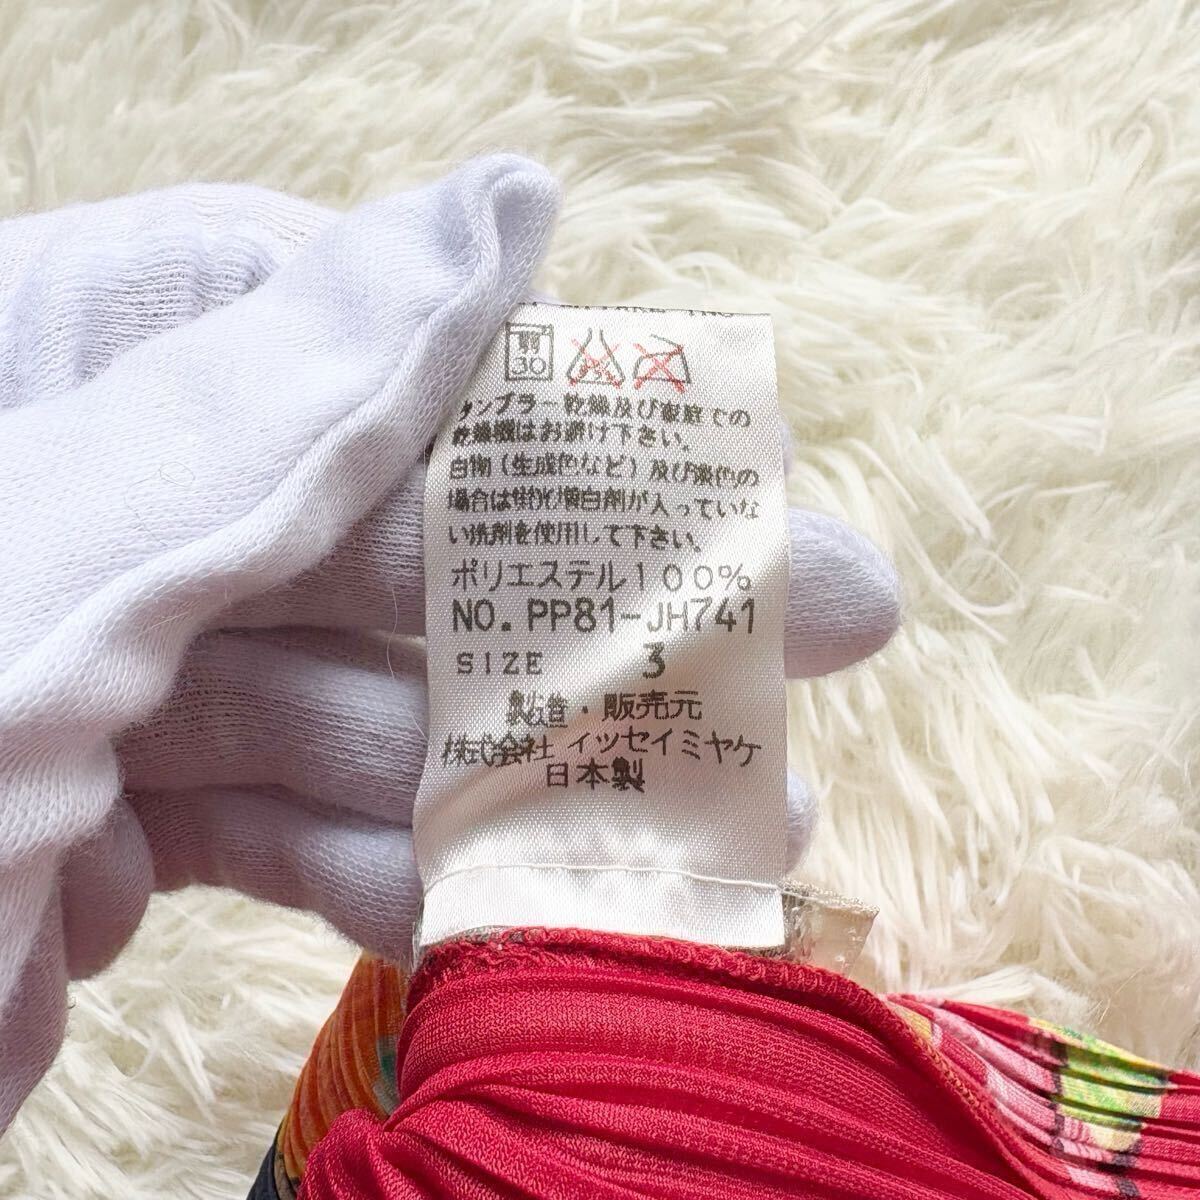 弱
30
タンブラー乾燥及び家庭での
乾燥機はお避け下さい。
白物(生成色など)及び淡色の
場合は蛍光増白剤が入っていな
い洗剤を使用して下さい。
ポリエステル100%
NO. PP81-JH741
SIZE 3
製造・販売元
株式会社 イッセイミヤケ
日本製